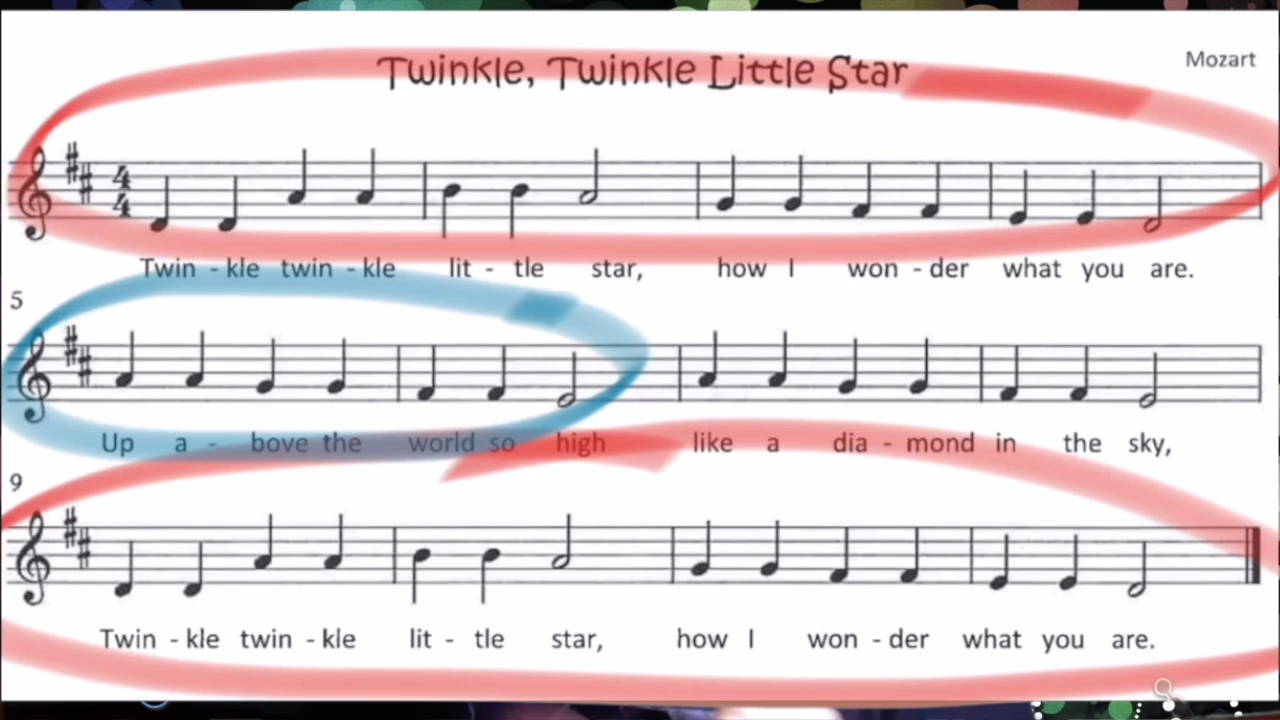 Twinkle, Twinkle Little Star
Mozart
4
4
Twin - kle twin - kle lit - tle star, how I won - der what you are.
5
Up a - bove the world so high like a dia - mond in the sky,
9
Twin - kle twin - kle lit - tle star, how I won - der what you are.